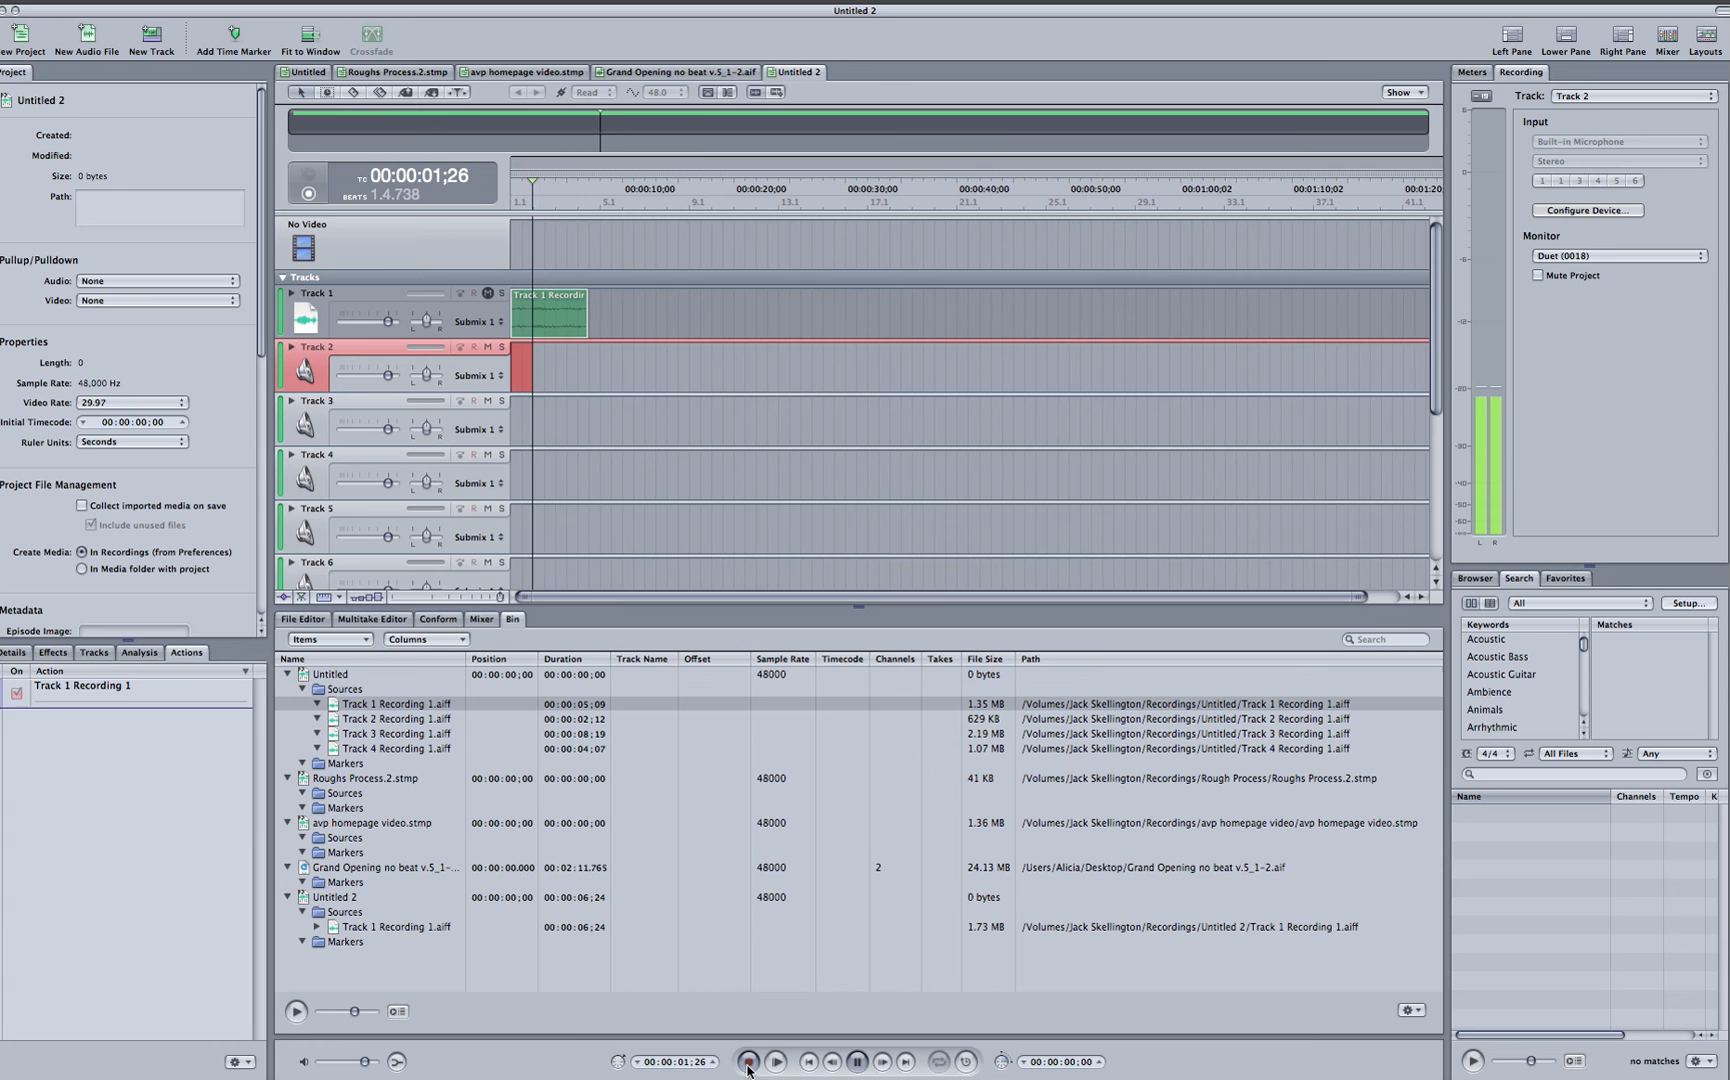 Untitled 2
New Project New Audio File New Track Add Time Marker Fit to Window Crossfade Left Pane Lower Pane Right Pane Mixer Layouts
Project
Untitled 2
Created:
Modified:
Size: 0 bytes
Path:
Pullup/Pulldown
Audio: None
Video: None
Properties
Length: 0
Sample Rate: 48,000 Hz
Video Rate: 29.97
Initial Timecode: 00:00:00;00
Ruler Units: Seconds
Project File Management
Collect imported media on save
Include unused files
Create Media: In Recordings (from Preferences)
In Media folder with project
Metadata
Episode Image:
Details Effects Tracks Analysis Actions
On Action
Track 1 Recording 1
Untitled Roughs Process.2.stmp avp homepage video.stmp Grand Opening no beat v.5_1-2.aif Untitled 2
Read 48.0 Show
TC 00:00:01;26
BEATS 1.4.738
00:00:10;00 00:00:20;00 00:00:30;00 00:00:40;00 00:00:50;00 00:01:00;02 00:01:10;02 00:01:20;
1.1 5.1 9.1 13.1 17.1 21.1 25.1 29.1 33.1 37.1 41.1
No Video
Tracks
Track 1 R M S
L R Submix 1
Track 1 Recordin
Track 2 R M S
L R Submix 1
Track 3 R M S
L R Submix 1
Track 4 R M S
L R Submix 1
Track 5 R M S
L R Submix 1
Track 6 R M S
File Editor Multitake Editor Conform Mixer Bin
Items Columns Search
Name Position Duration Track Name Offset Sample Rate Timecode Channels Takes File Size Path
Untitled 00:00:00;00 00:00:00;00 48000 0 bytes
Sources
Track 1 Recording 1.aiff 00:00:05;09 1.35 MB /Volumes/Jack Skellington/Recordings/Untitled/Track 1 Recording 1.aiff
Track 2 Recording 1.aiff 00:00:02;12 629 KB /Volumes/Jack Skellington/Recordings/Untitled/Track 2 Recording 1.aiff
Track 3 Recording 1.aiff 00:00:08;19 2.19 MB /Volumes/Jack Skellington/Recordings/Untitled/Track 3 Recording 1.aiff
Track 4 Recording 1.aiff 00:00:04;07 1.07 MB /Volumes/Jack Skellington/Recordings/Untitled/Track 4 Recording 1.aiff
Markers
Roughs Process.2.stmp 00:00:00;00 00:00:00;00 48000 41 KB /Volumes/Jack Skellington/Recordings/Rough Process/Roughs Process.2.stmp
Sources
Markers
avp homepage video.stmp 00:00:00;00 00:00:00;00 48000 1.36 MB /Volumes/Jack Skellington/Recordings/avp homepage video/avp homepage video.stmp
Sources
Markers
Grand Opening no beat v.5_1-... 00:00:00.000 00:02:11.765 48000 2 24.13 MB /Users/Alicia/Desktop/Grand Opening no beat v.5_1-2.aif
Markers
Untitled 2 00:00:00;00 00:00:06;24 48000 0 bytes
Sources
Track 1 Recording 1.aiff 00:00:06;24 1.73 MB /Volumes/Jack Skellington/Recordings/Untitled 2/Track 1 Recording 1.aiff
Markers
00:00:01;26 00:00:00;00
Meters Recording
Track: Track 2
Input
Built-in Microphone
Stereo
1 1 3 4 5 6
Configure Device...
Monitor
Duet (0018)
Mute Project
6
0
-6
-12
-20
-30
-40
-50
-60
L R
Browser Search Favorites
All Setup...
Keywords Matches
Acoustic
Acoustic Bass
Acoustic Guitar
Ambience
Animals
Arrhythmic
4/4 All Files Any
Name Channels Tempo K
no matches